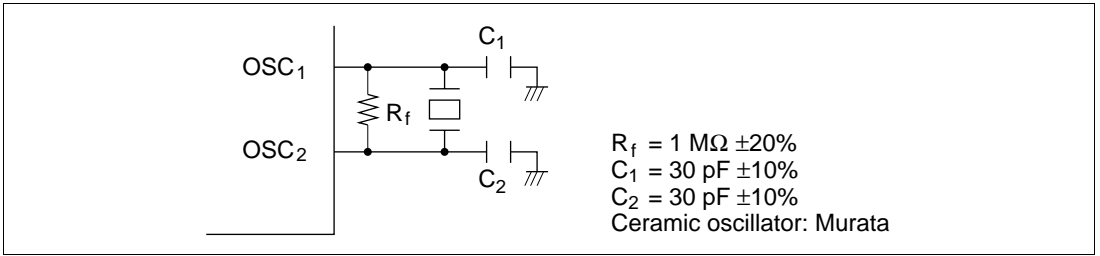 C1
OSC1
Rf
OSC2
C2
Rf = 1 MΩ ±20%
C1 = 30 pF ±10%
C2 = 30 pF ±10%
Ceramic oscillator: Murata